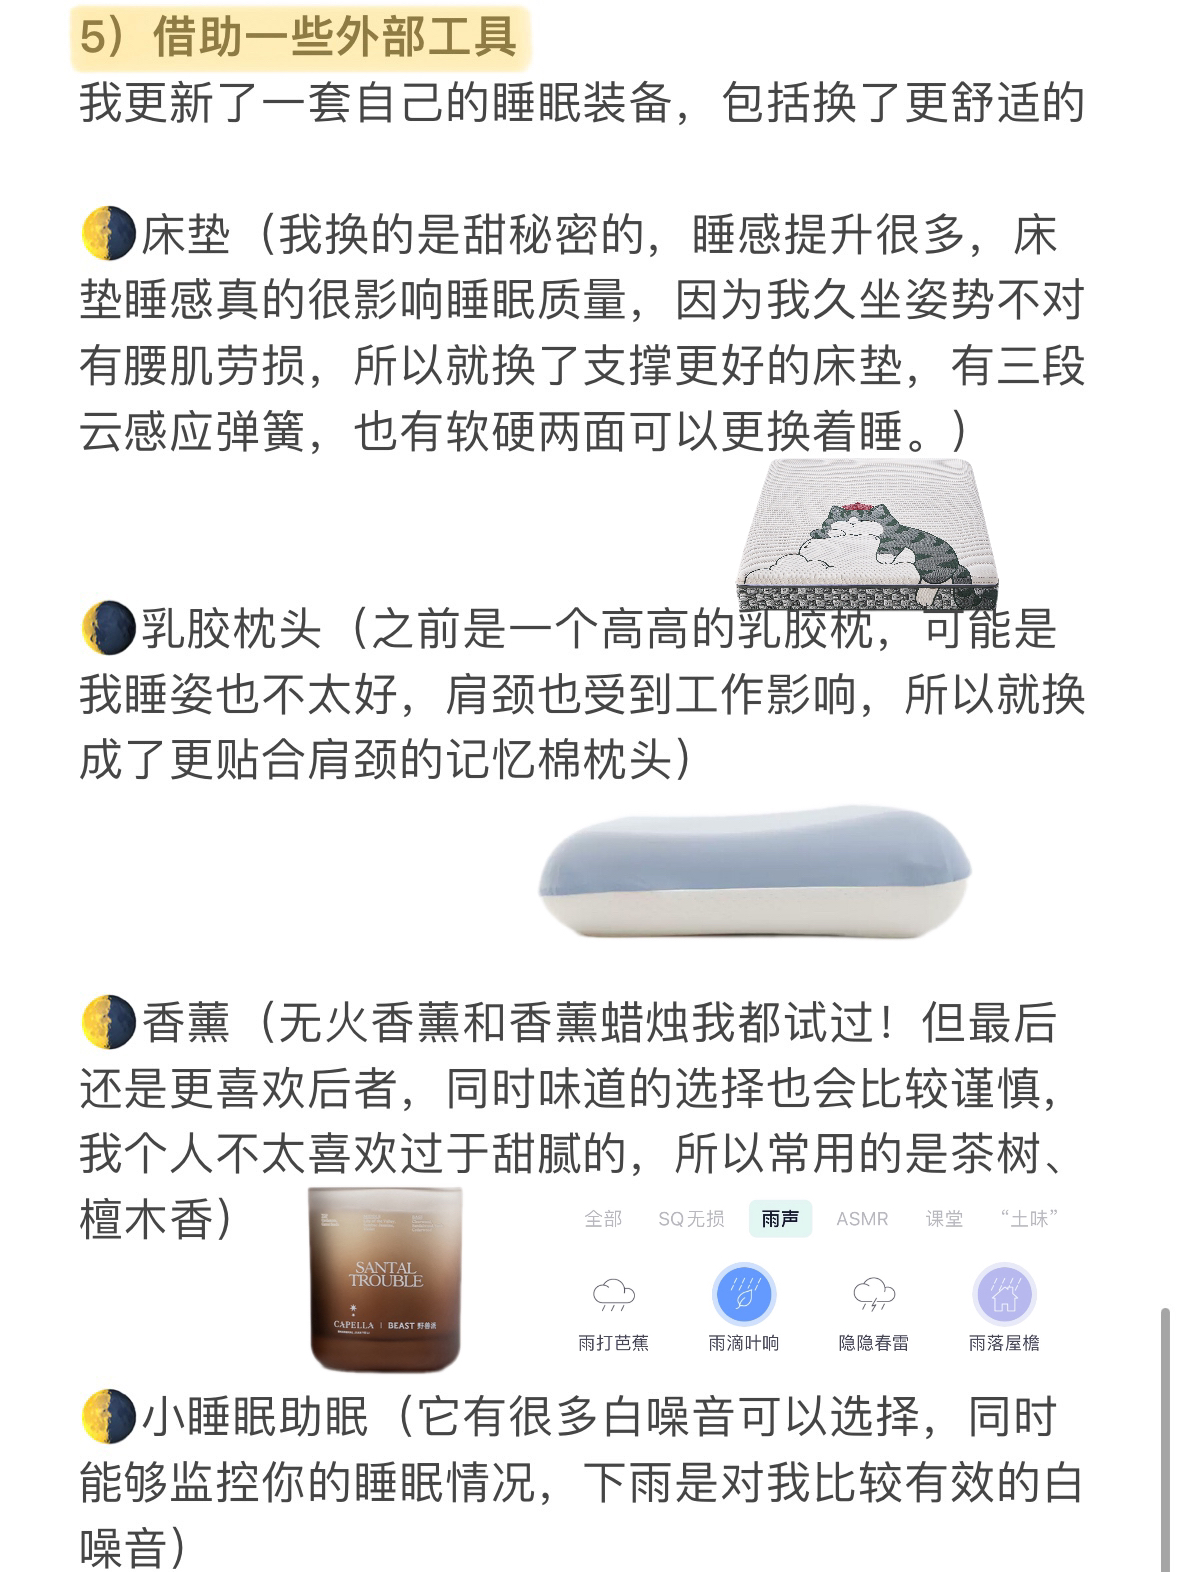 5）借助一些外部工具
我更新了一套自己的睡眠装备，包括换了更舒适的
🌗床垫（我换的是甜秘密的，睡感提升很多，床
垫睡感真的很影响睡眠质量，因为我久坐姿势不对
有腰肌劳损，所以就换了支撑更好的床垫，有三段
云感应弹簧，也有软硬两面可以更换着睡。）
🌘乳胶枕头（之前是一个高高的乳胶枕，可能是
我睡姿也不太好，肩颈也受到工作影响，所以就换
成了更贴合肩颈的记忆棉枕头）
🌗香薰（无火香薰和香薰蜡烛我都试过！但最后
还是更喜欢后者，同时味道的选择也会比较谨慎，
我个人不太喜欢过于甜腻的，所以常用的是茶树、
檀木香）
SANTAL
TROUBLE
CAPELLA | BEAST 野兽派
全部 SQ无损 雨声 ASMR 课堂 “土味”
雨打芭蕉 雨滴叶响 隐隐春雷 雨落屋檐
🌗小睡眠助眠（它有很多白噪音可以选择，同时
能够监控你的睡眠情况，下雨是对我比较有效的白
噪音）